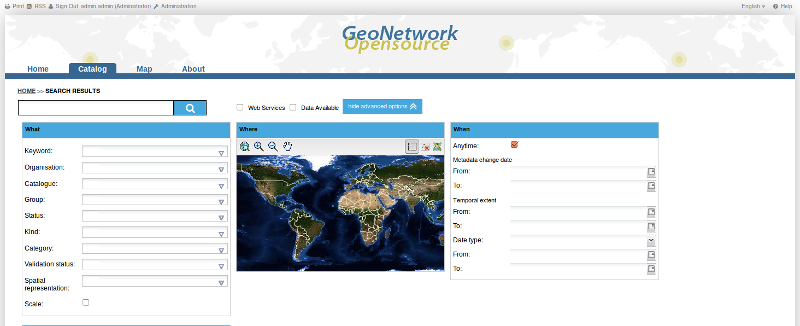 Print RSS Sign Out admin admin (Administrator) Administration English Help
GeoNetwork
Opensource
Home Catalog Map About
HOME >> SEARCH RESULTS
Web Services Data Available hide advanced options
What Where When
Keyword:
Organisation:
Catalogue:
Group:
Status:
Kind:
Category:
Validation status:
Spatial
representation:
Scale:
Anytime:
Metadata change date
From:
To:
Temporal extent
From:
To:
Date type:
From:
To: